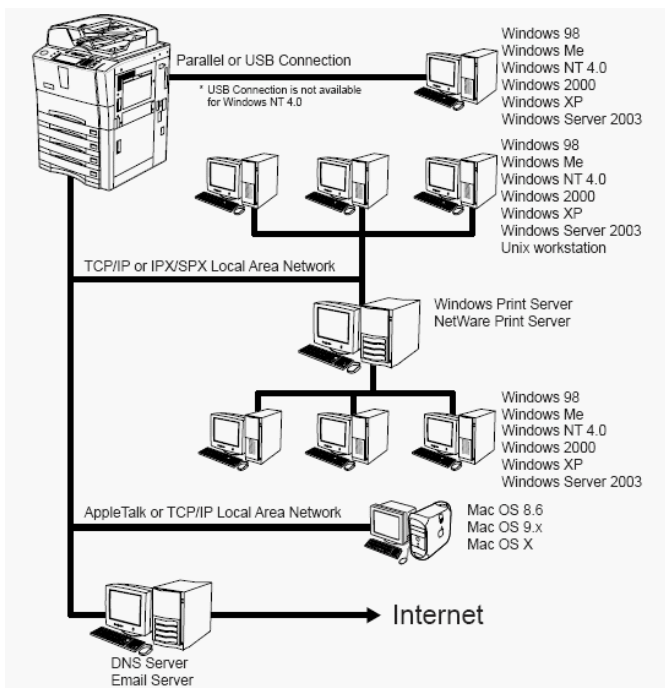 Parallel or USB Connection
* USB Connection is not available
for Windows NT 4.0
Windows 98
Windows Me
Windows NT 4.0
Windows 2000
Windows XP
Windows Server 2003
Windows 98
Windows Me
Windows NT 4.0
Windows 2000
Windows XP
Windows Server 2003
Unix workstation
TCP/IP or IPX/SPX Local Area Network
Windows Print Server
NetWare Print Server
Windows 98
Windows Me
Windows NT 4.0
Windows 2000
Windows XP
Windows Server 2003
AppleTalk or TCP/IP Local Area Network
Mac OS 8.6
Mac OS 9.x
Mac OS X
Internet
DNS Server
Email Server